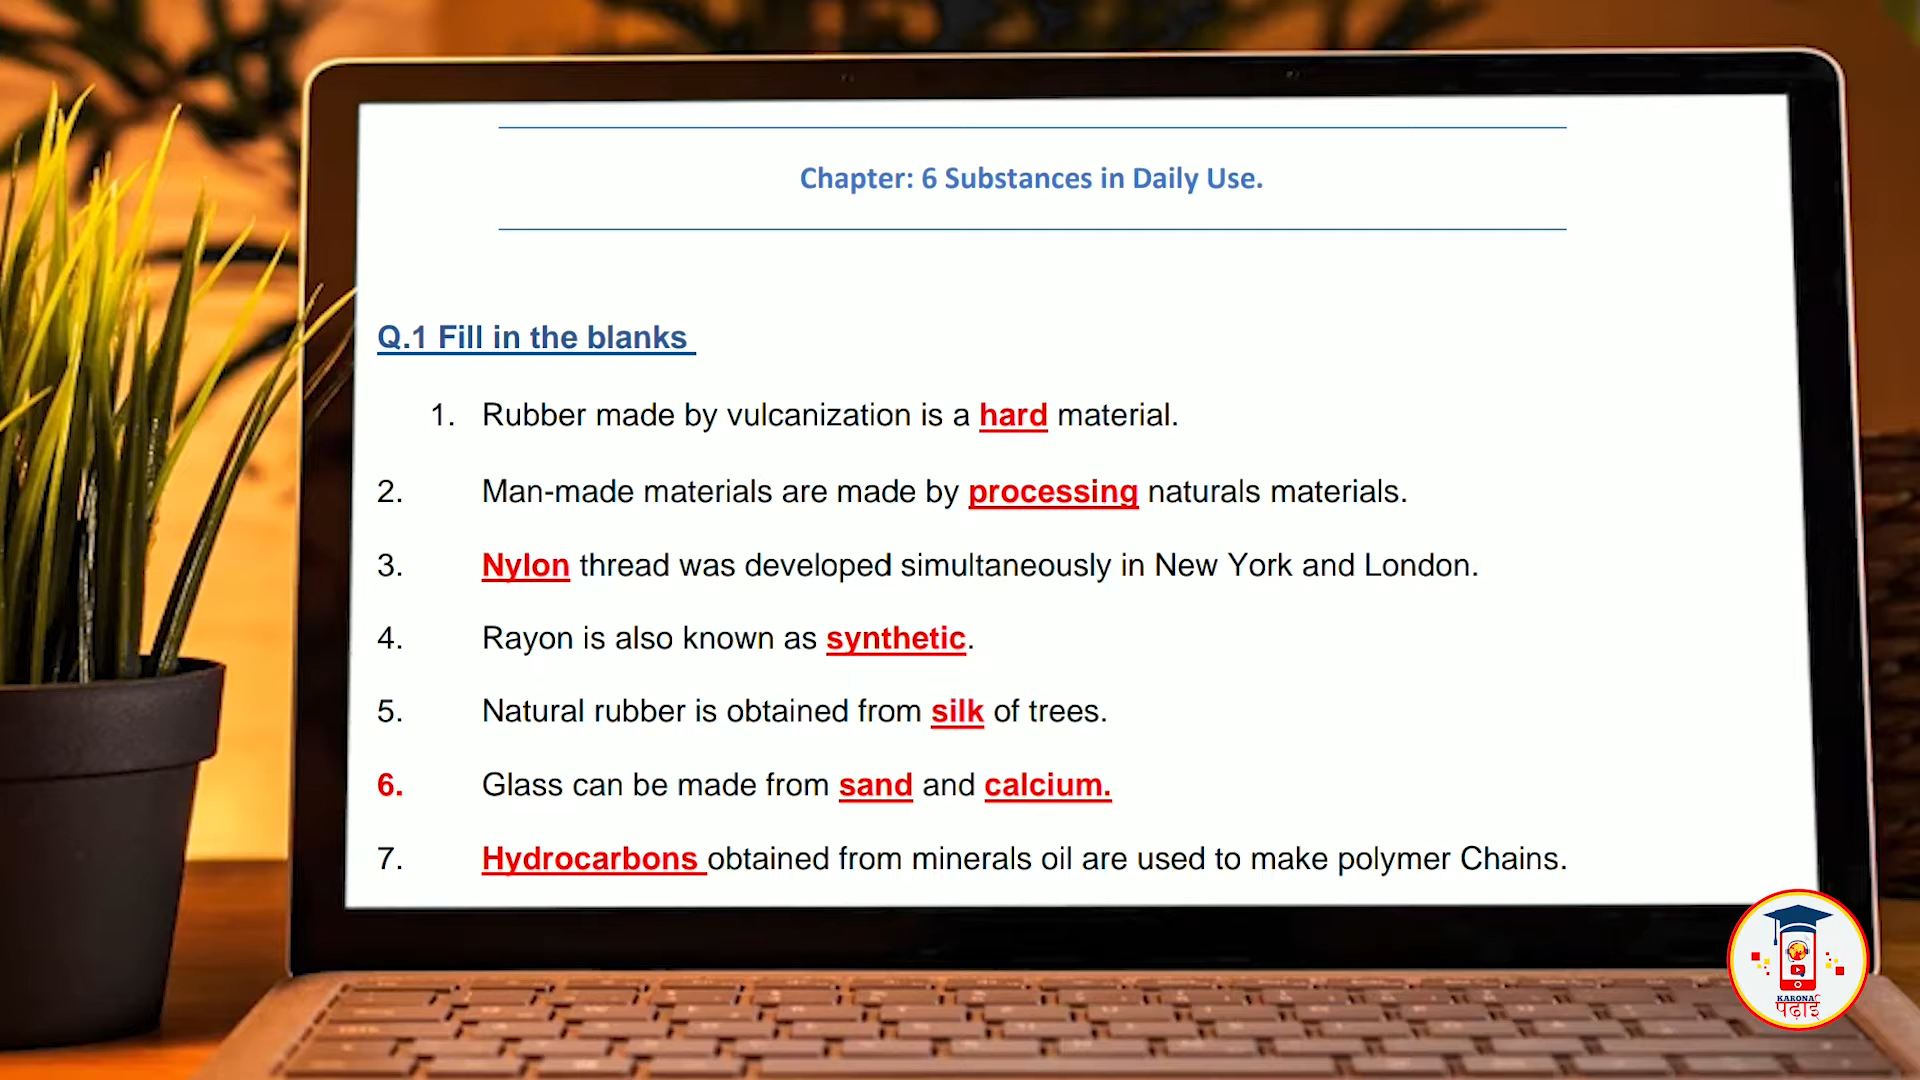 Chapter: 6 Substances in Daily Use.
Q.1 Fill in the blanks
1. Rubber made by vulcanization is a hard material.
2. Man-made materials are made by processing naturals materials.
3. Nylon thread was developed simultaneously in New York and London.
4. Rayon is also known as synthetic.
5. Natural rubber is obtained from silk of trees.
6. Glass can be made from sand and calcium.
7. Hydrocarbons obtained from minerals oil are used to make polymer Chains.
KARONA
पढ़ाई